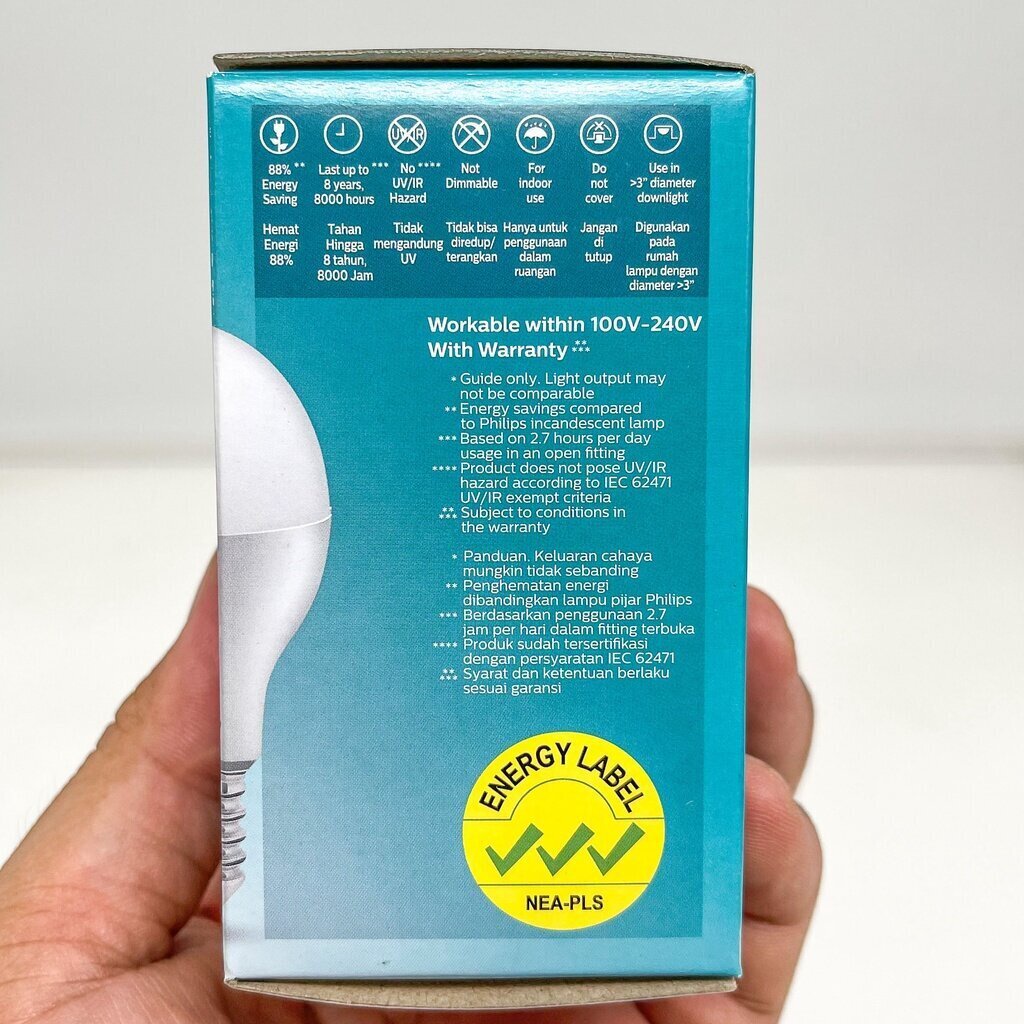 UV/IR
88% **
Energy
Saving
Last up to ***
8 years,
8000 hours
No ****
UV/IR
Hazard
Not
Dimmable
For
indoor
use
Do
not
cover
Use in
>3" diameter
downlight
Hemat
Energi
88%
Tahan
Hingga
8 tahun,
8000 Jam
Tidak
mengandung
UV
Tidak bisa
diredup/
terangkan
Hanya untuk
penggunaan
dalam
ruangan
Jangan
di
tutup
Digunakan
pada
rumah
lampu dengan
diameter >3"
Workable within 100V-240V
With Warranty *****
* Guide only. Light output may
not be comparable
** Energy savings compared
to Philips incandescent lamp
*** Based on 2.7 hours per day
usage in an open fitting
**** Product does not pose UV/IR
hazard according to IEC 62471
UV/IR exempt criteria
***** Subject to conditions in
the warranty
* Panduan. Keluaran cahaya
mungkin tidak sebanding
** Penghematan energi
dibandingkan lampu pijar Philips
*** Berdasarkan penggunaan 2.7
jam per hari dalam fitting terbuka
**** Produk sudah tersertifikasi
dengan persyaratan IEC 62471
***** Syarat dan ketentuan berlaku
sesuai garansi
ENERGY LABEL
NEA-PLS